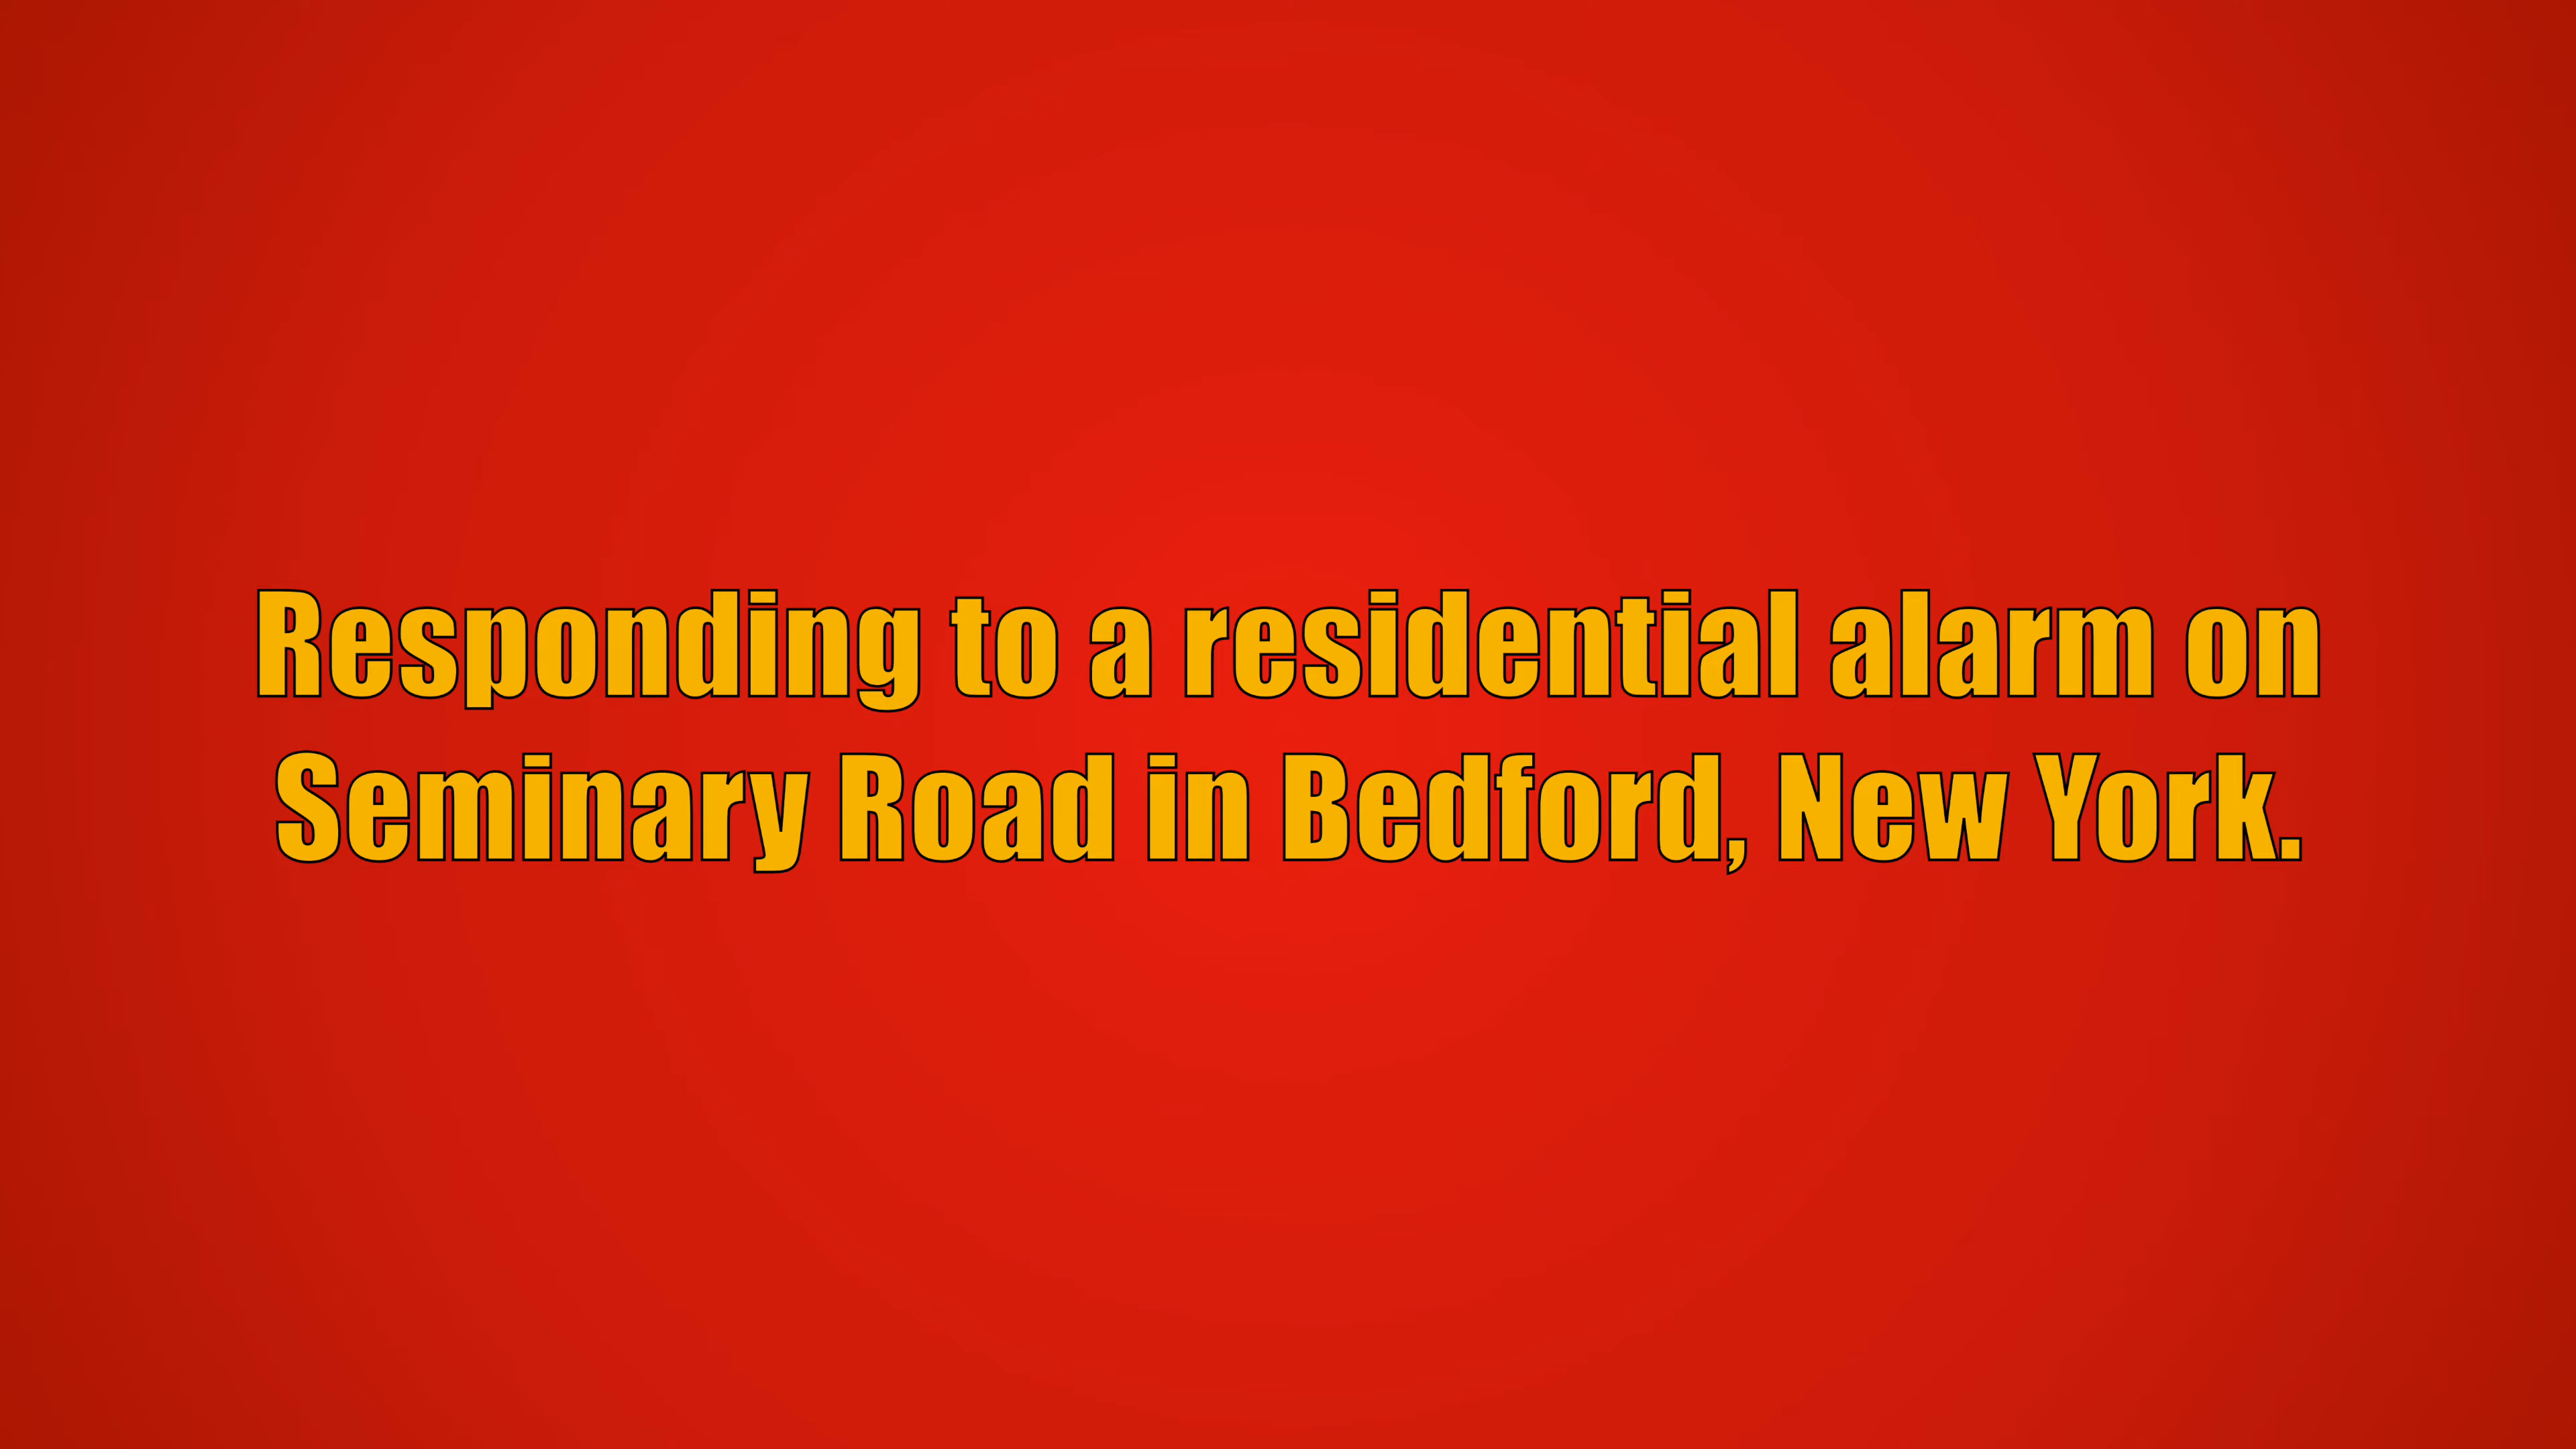 Responding to a residential alarm on
Seminary Road in Bedford, New York.